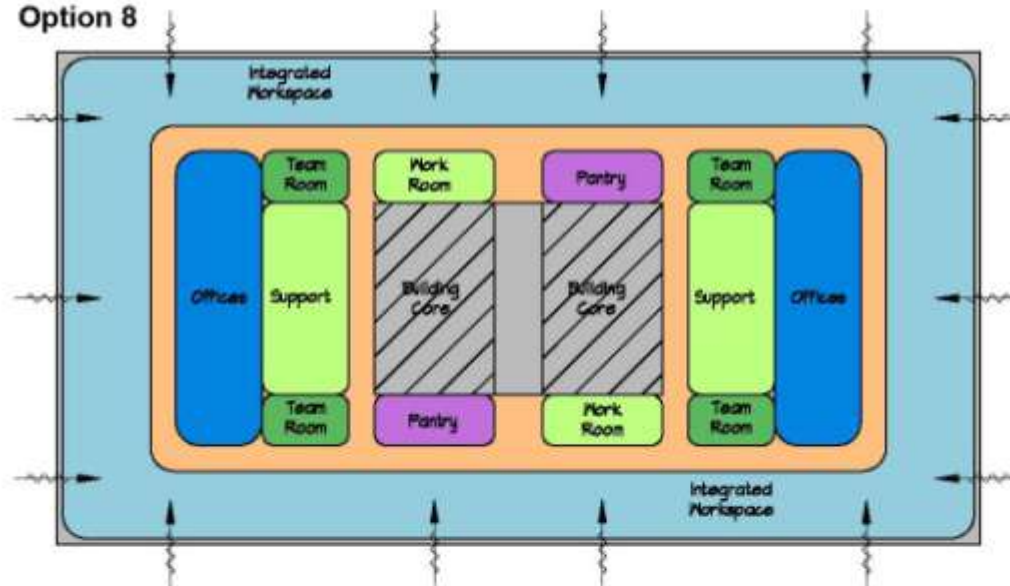 Option 8
Integrated
Workspace
Team
Room
Work
Room
Pantry
Team
Room
Offices
Support
Building
Core
Building
Core
Support
Offices
Team
Room
Pantry
Work
Room
Team
Room
Integrated
Workspace